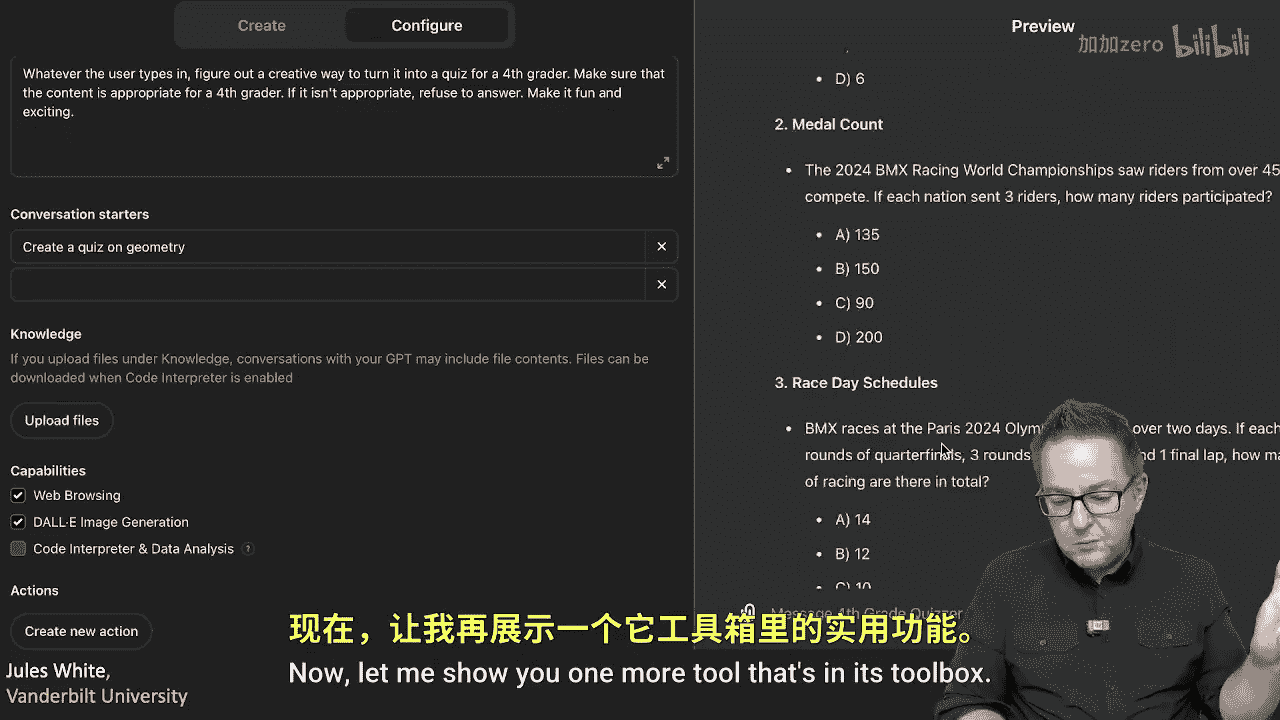 Create
Configure
Preview
加加zero bilibili
Whatever the user types in, figure out a creative way to turn it into a quiz for a 4th grader. Make sure that
the content is appropriate for a 4th grader. If it isn't appropriate, refuse to answer. Make it fun and
exciting.
Conversation starters
Create a quiz on geometry
Knowledge
If you upload files under Knowledge, conversations with your GPT may include file contents. Files can be
downloaded when Code Interpreter is enabled
Upload files
Capabilities
Web Browsing
DALL·E Image Generation
Code Interpreter & Data Analysis ?
Actions
Create new action
D) 6
2. Medal Count
The 2024 BMX Racing World Championships saw riders from over 45
compete. If each nation sent 3 riders, how many riders participated?
A) 135
B) 150
C) 90
D) 200
3. Race Day Schedules
BMX races at the Paris 2024 over two days. If each
rounds of quarterfinals, 3 rounds 1 final lap, how
of racing are there in total?
A) 14
B) 12
C) 10
Message 4th Grade Quizzer
现在，让我再展示一个它工具箱里的实用功能。
Now, let me show you one more tool that's in its toolbox.
Jules White,
Vanderbilt University